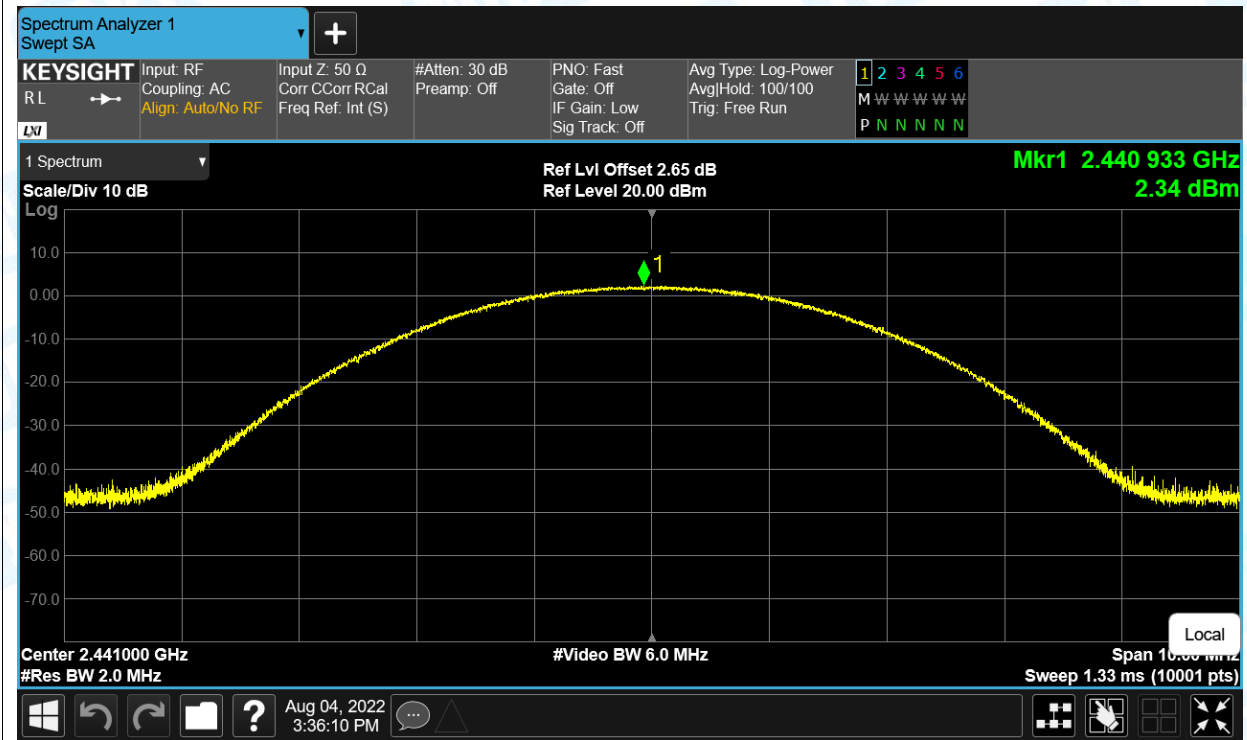 Spectrum Analyzer 1
Swept SA
KEYSIGHT
R L
LXI
Input: RF
Coupling: AC
Align: Auto/No RF
Input Z: 50 Ω
Corr CCorr RCal
Freq Ref: Int (S)
#Atten: 30 dB
Preamp: Off
PNO: Fast
Gate: Off
IF Gain: Low
Sig Track: Off
Avg Type: Log-Power
Avg|Hold: 100/100
Trig: Free Run
1 2 3 4 5 6
M W W W W W W
P N N N N N N
1 Spectrum
Scale/Div 10 dB
Log
Ref Lvl Offset 2.65 dB
Ref Level 20.00 dBm
Mkr1 2.440 933 GHz
2.34 dBm
1
10.0
0.00
-10.0
-20.0
-30.0
-40.0
-50.0
-60.0
-70.0
Local
Center 2.441000 GHz
#Video BW 6.0 MHz
Span 10.00 MHz
#Res BW 2.0 MHz
Sweep 1.33 ms (10001 pts)
?
Aug 04, 2022
3:36:10 PM